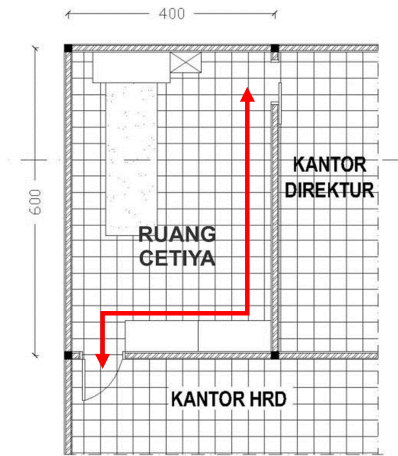 400
600
KANTOR
DIREKTUR
RUANG
CETIYA
KANTOR HRD